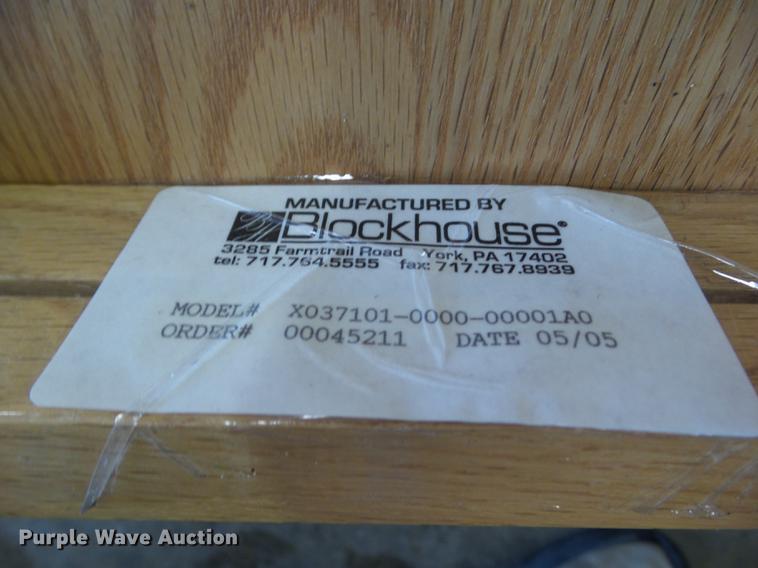 MANUFACTURED BY
Blockhouse®
3285 Farmtrail Road York, PA 17402
tel: 717.764.5555 fax: 717.767.8939
MODEL# X037101-0000-00001A0
ORDER# 00045211 DATE 05/05
Purple Wave Auction